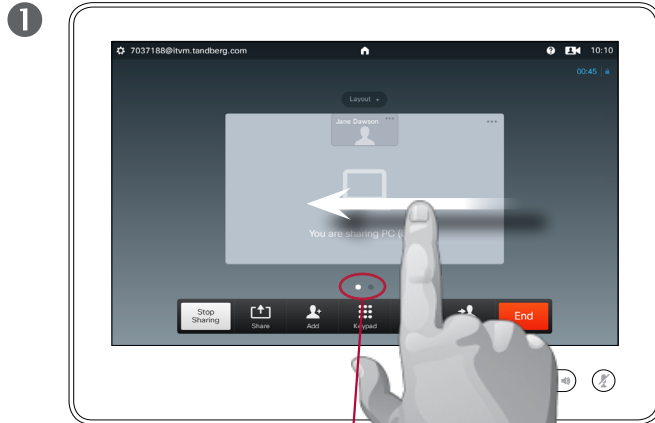 1
7037188@itvm.tandberg.com
? 10:10
00:45
Layout
Jane Dawson •••
•••
You are sharing PC (
Stop
Sharing
Share
Add
Keypad
End